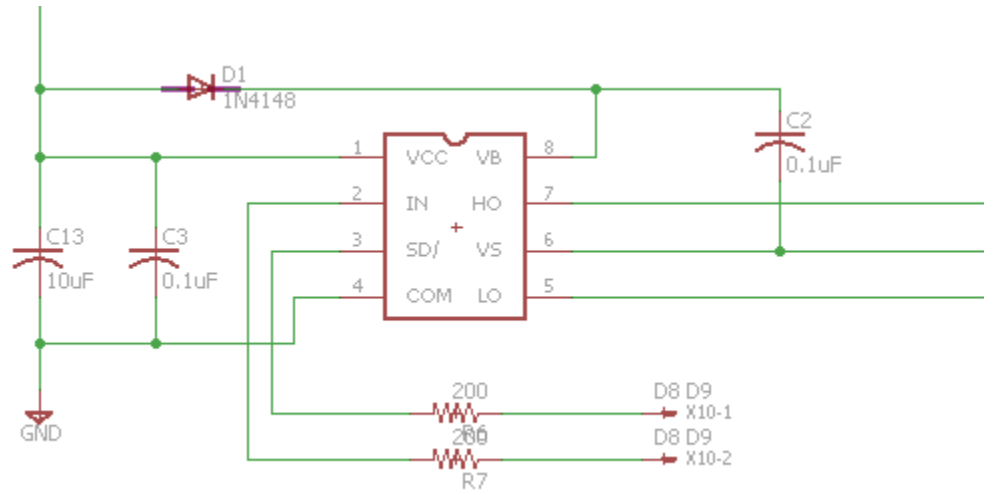 D1
1N4148
C2
0.1uF
1 VCC VB 8
2 IN HO 7
3 SD/ VS 6
4 COM LO 5
C13
10uF
C3
0.1uF
GND
200
R6
D8 D9
X10-1
200
R7
D8 D9
X10-2